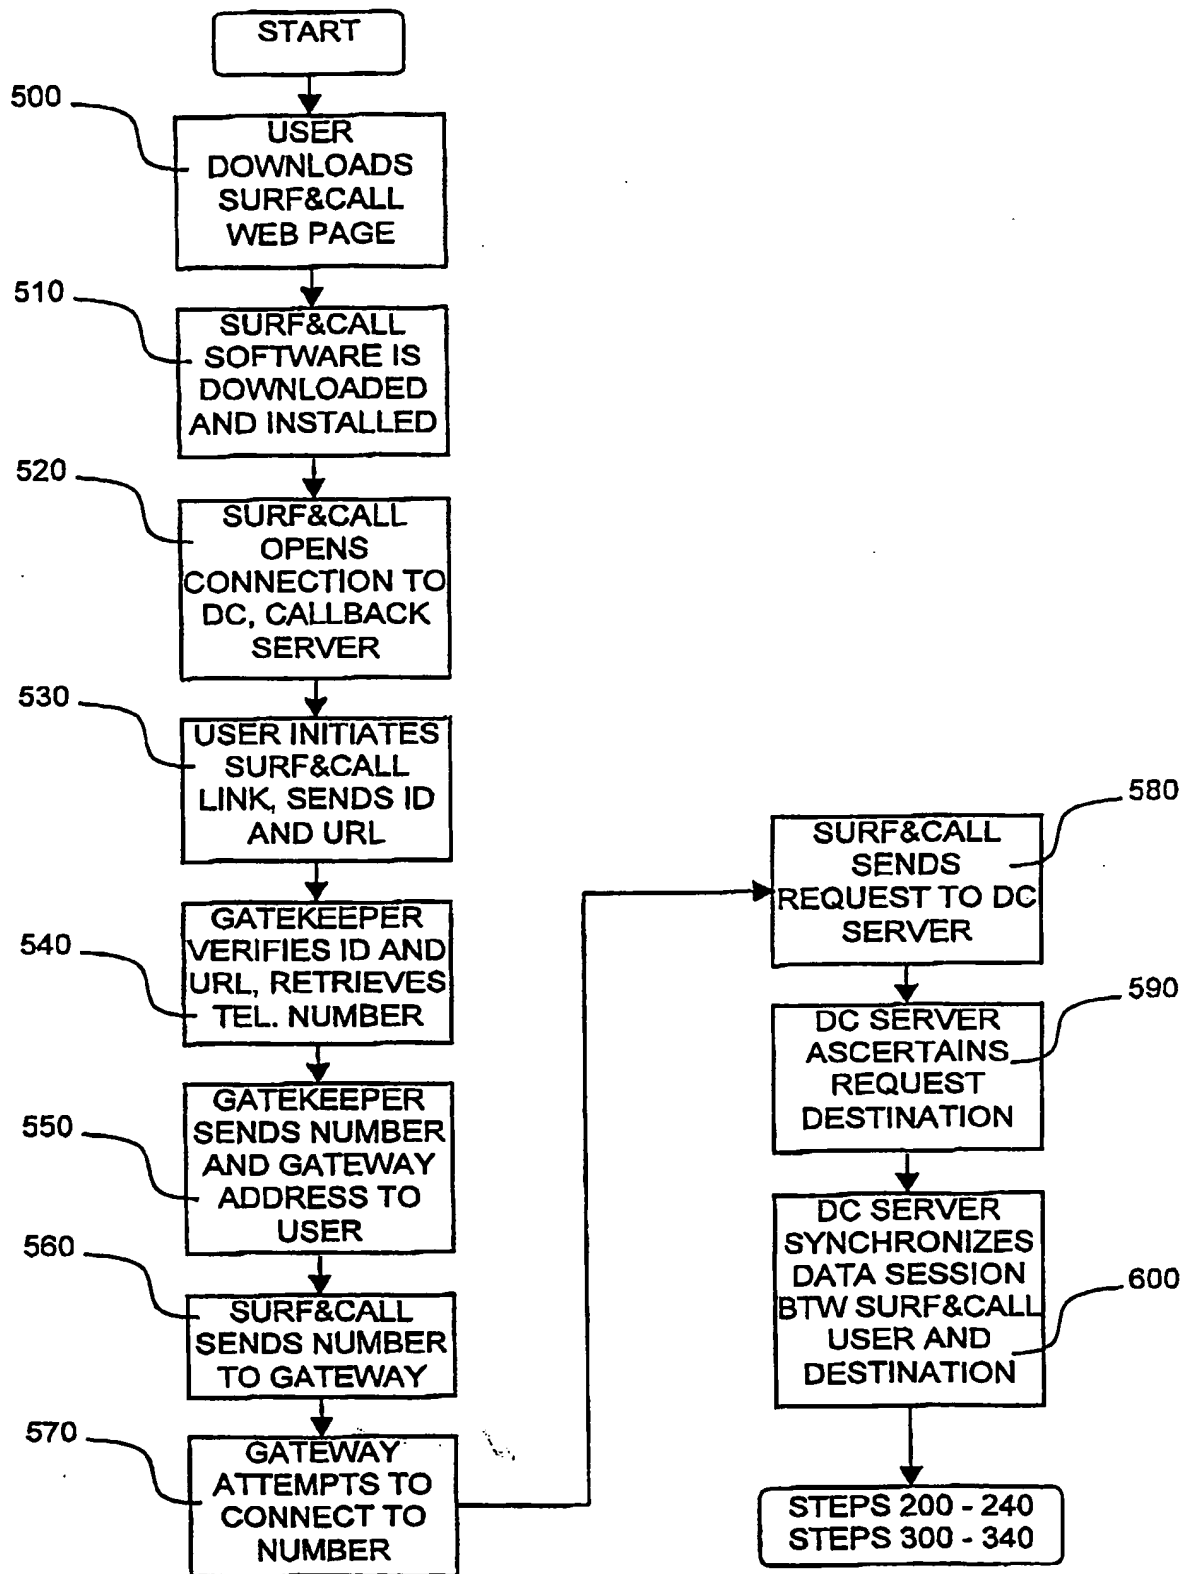 START
500
USER
DOWNLOADS
SURF&CALL
WEB PAGE
510
SURF&CALL
SOFTWARE IS
DOWNLOADED
AND INSTALLED
520
SURF&CALL
OPENS
CONNECTION TO
DC, CALLBACK
SERVER
530
USER INITIATES
SURF&CALL
LINK, SENDS ID
AND URL
540
GATEKEEPER
VERIFIES ID AND
URL, RETRIEVES
TEL. NUMBER
550
GATEKEEPER
SENDS NUMBER
AND GATEWAY
ADDRESS TO
USER
560
SURF&CALL
SENDS NUMBER
TO GATEWAY
570
GATEWAY
ATTEMPTS TO
CONNECT TO
NUMBER
580
SURF&CALL
SENDS
REQUEST TO DC
SERVER
590
DC SERVER
ASCERTAINS
REQUEST
DESTINATION
600
DC SERVER
SYNCHRONIZES
DATA SESSION
BTW SURF&CALL
USER AND
DESTINATION
STEPS 200 - 240
STEPS 300 - 340